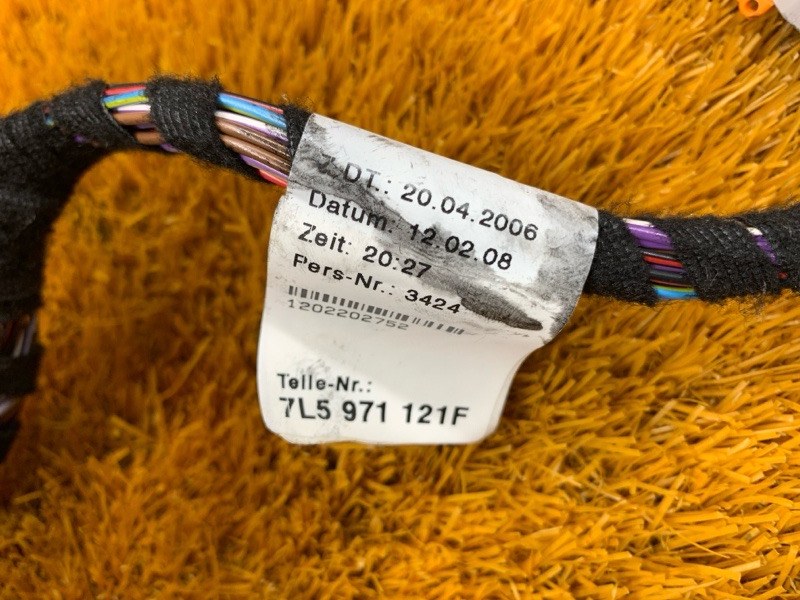 Z-DT.: 20.04.2006
Datum: 12.02.08
Zeit: 20:27
Pers-Nr.: 3424
1202202752
Teile-Nr.:
7L5 971 121F